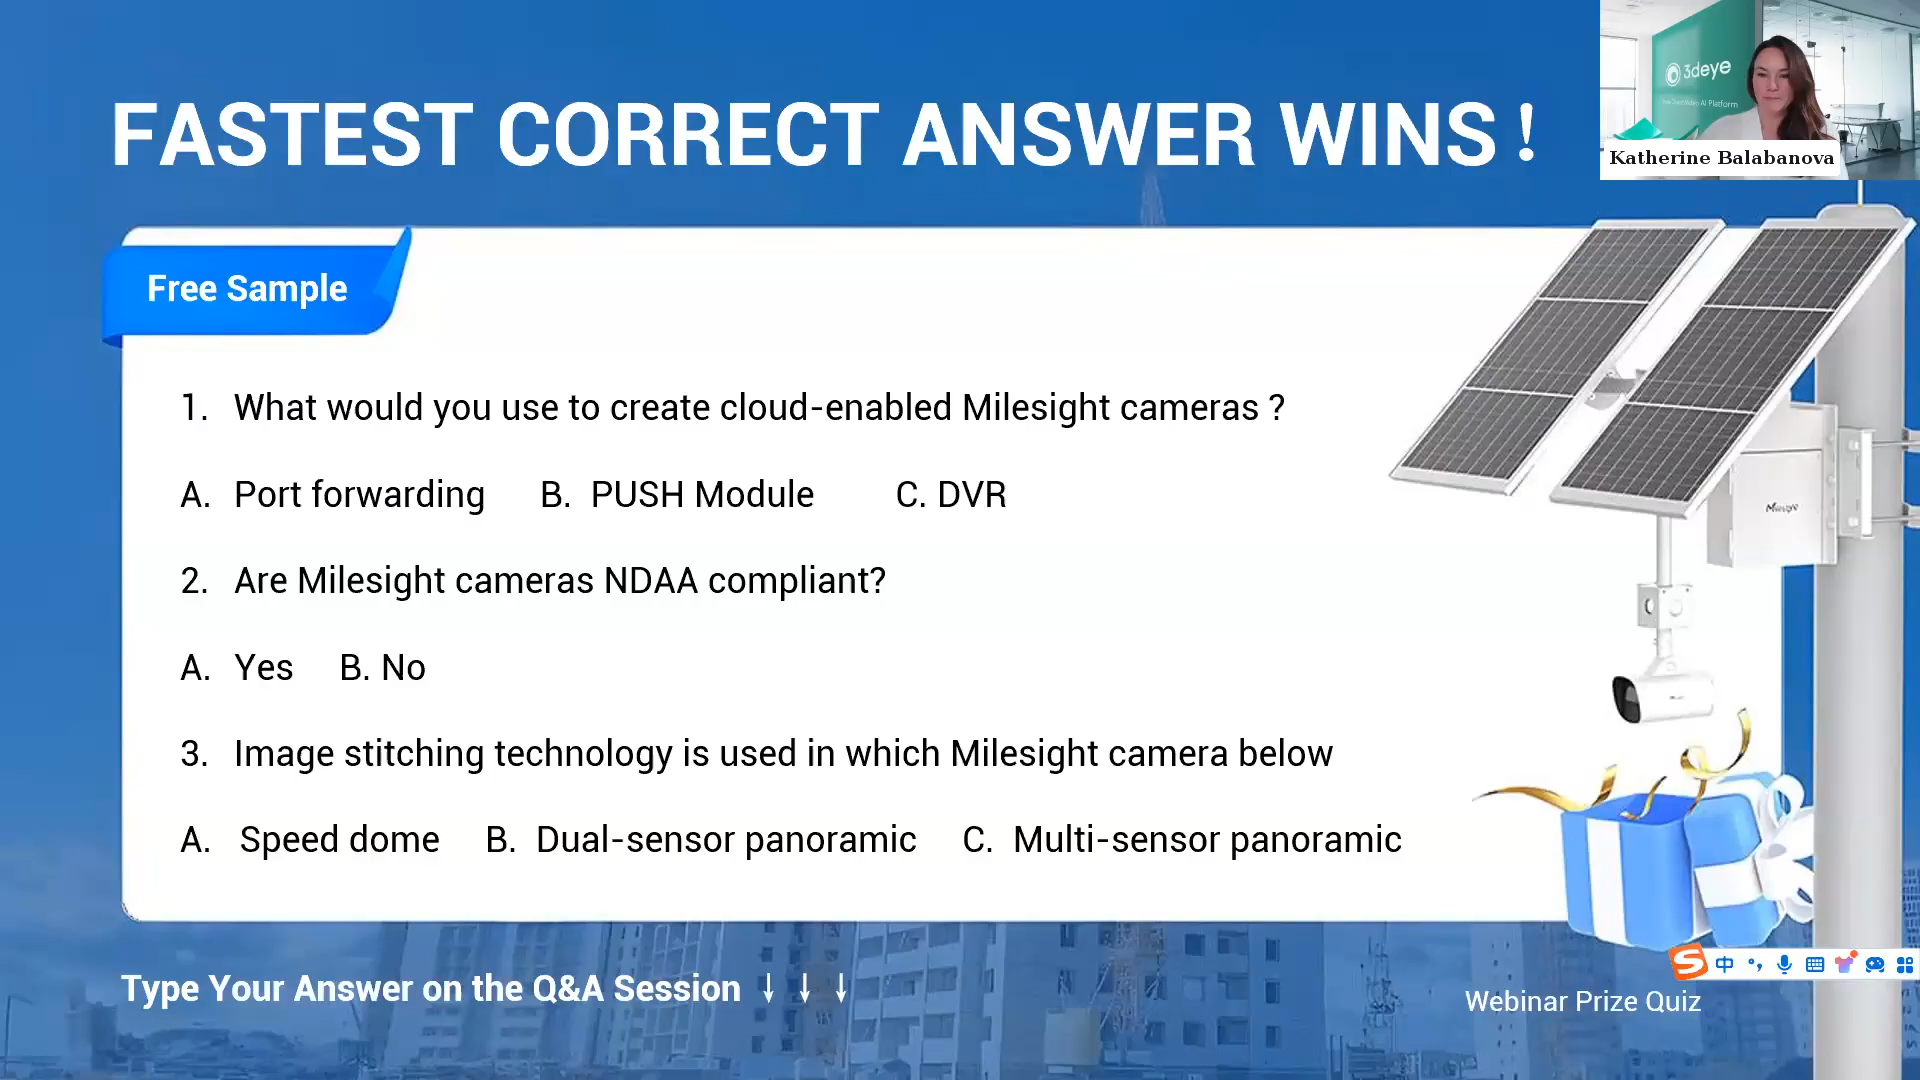 FASTEST CORRECT ANSWER WINS!
3deye
AI Platform
Katherine Balabanova
Free Sample
1. What would you use to create cloud-enabled Milesight cameras ?
A. Port forwarding B. PUSH Module C. DVR
2. Are Milesight cameras NDAA compliant?
A. Yes B. No
3. Image stitching technology is used in which Milesight camera below
A. Speed dome B. Dual-sensor panoramic C. Multi-sensor panoramic
Milesight
Type Your Answer on the Q&A Session ↓ ↓ ↓
S 中
Webinar Prize Quiz